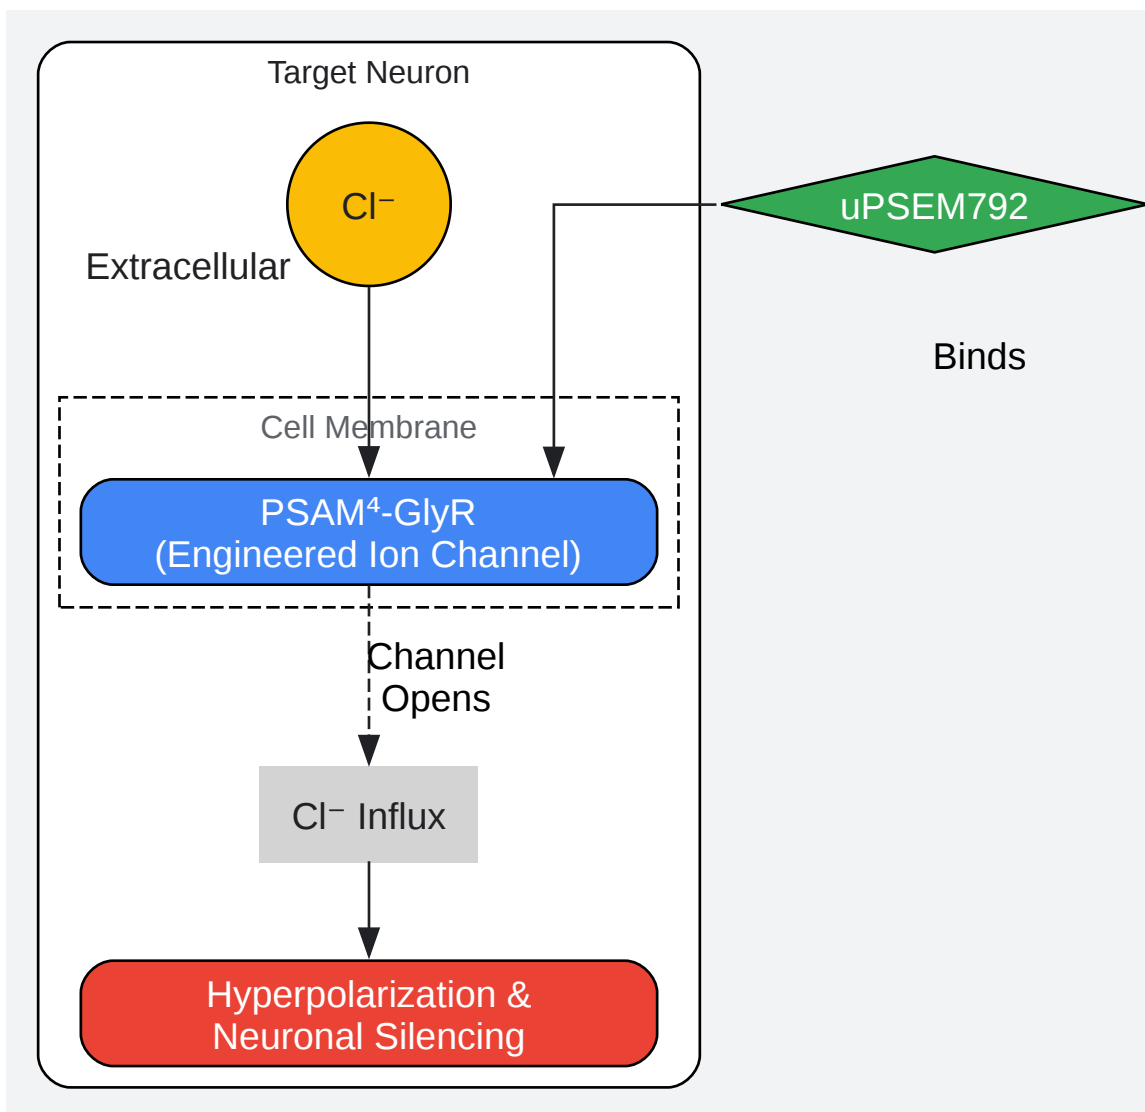 Target Neuron
Cl⁻
uPSEM792
Extracellular
Binds
Cell Membrane
PSAM⁴-GlyR
(Engineered Ion Channel)
Channel
Opens
Cl⁻ Influx
Hyperpolarization &
Neuronal Silencing